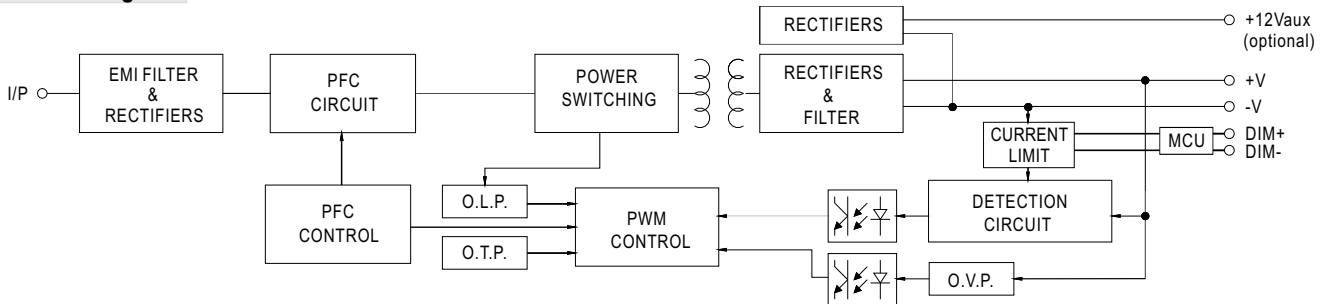 RECTIFIERS
+12Vaux
(optional)
I/P
EMI FILTER
&
RECTIFIERS
PFC
CIRCUIT
POWER
SWITCHING
RECTIFIERS
&
FILTER
+V
-V
CURRENT
LIMIT
MCU
DIM+
DIM-
PFC
CONTROL
O.L.P.
O.T.P.
PWM
CONTROL
DETECTION
CIRCUIT
O.V.P.